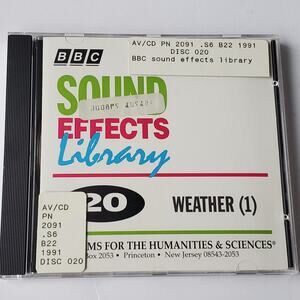 BBC
AV/CD PN 2091 .S6 B22 1991
DISC 020
BBC sound effects library
SOUND
EFFECTS
Library
20
WEATHER (1)
AV/CD
PN
2091
.S6
B22
1991
DISC 020
MS FOR THE HUMANITIES & SCIENCES®
Box 2053 • Princeton • New Jersey 08543-2053